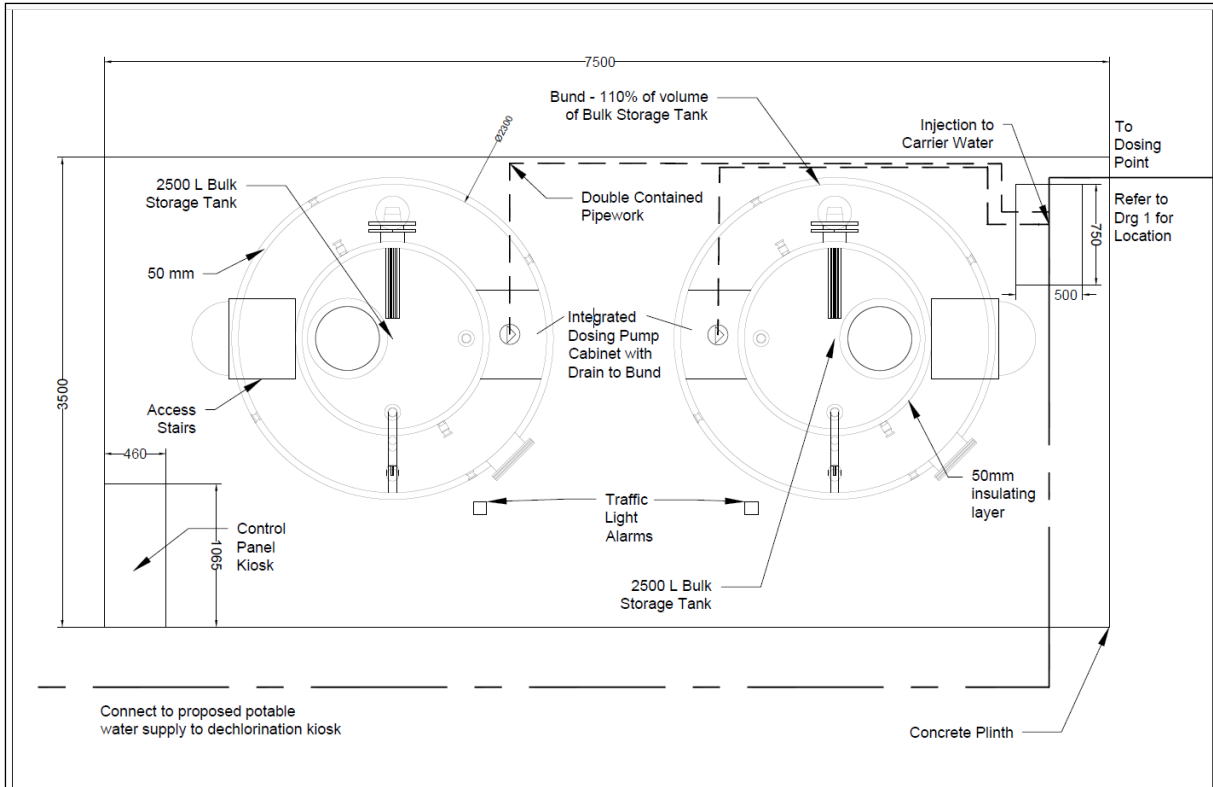 7500
Bund - 110% of volume
of Bulk Storage Tank
Ø2300
Injection to
Carrier Water
To
Dosing
Point
2500 L Bulk
Storage Tank
Double Contained
Pipework
Refer to
Drg 1 for
Location
750
50 mm
500
Integrated
Dosing Pump
Cabinet with
Drain to Bund
3500
Access
Stairs
460
50mm
insulating
layer
Traffic
Light
Alarms
Control
Panel
Kiosk
1065
2500 L Bulk
Storage Tank
Connect to proposed potable
water supply to dechlorination kiosk
Concrete Plinth